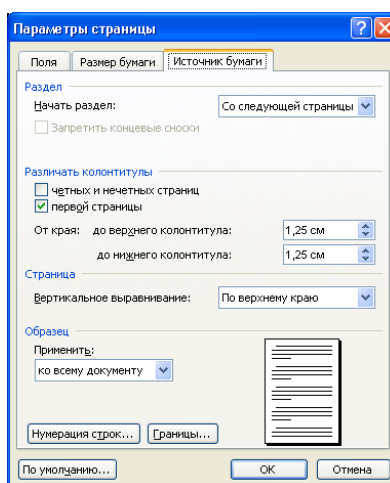 Параметры страницы
Поля Размер бумаги Источник бумаги
Раздел
Начать раздел: Со следующей страницы
Запретить концевые сноски
Различать колонтитулы
четных и нечетных страниц
первой страницы
От края: до верхнего колонтитула: 1,25 см
до нижнего колонтитула: 1,25 см
Страница
Вертикальное выравнивание: По верхнему краю
Образец
Применить:
ко всему документу
Нумерация строк... Границы...
По умолчанию... ОК Отмена